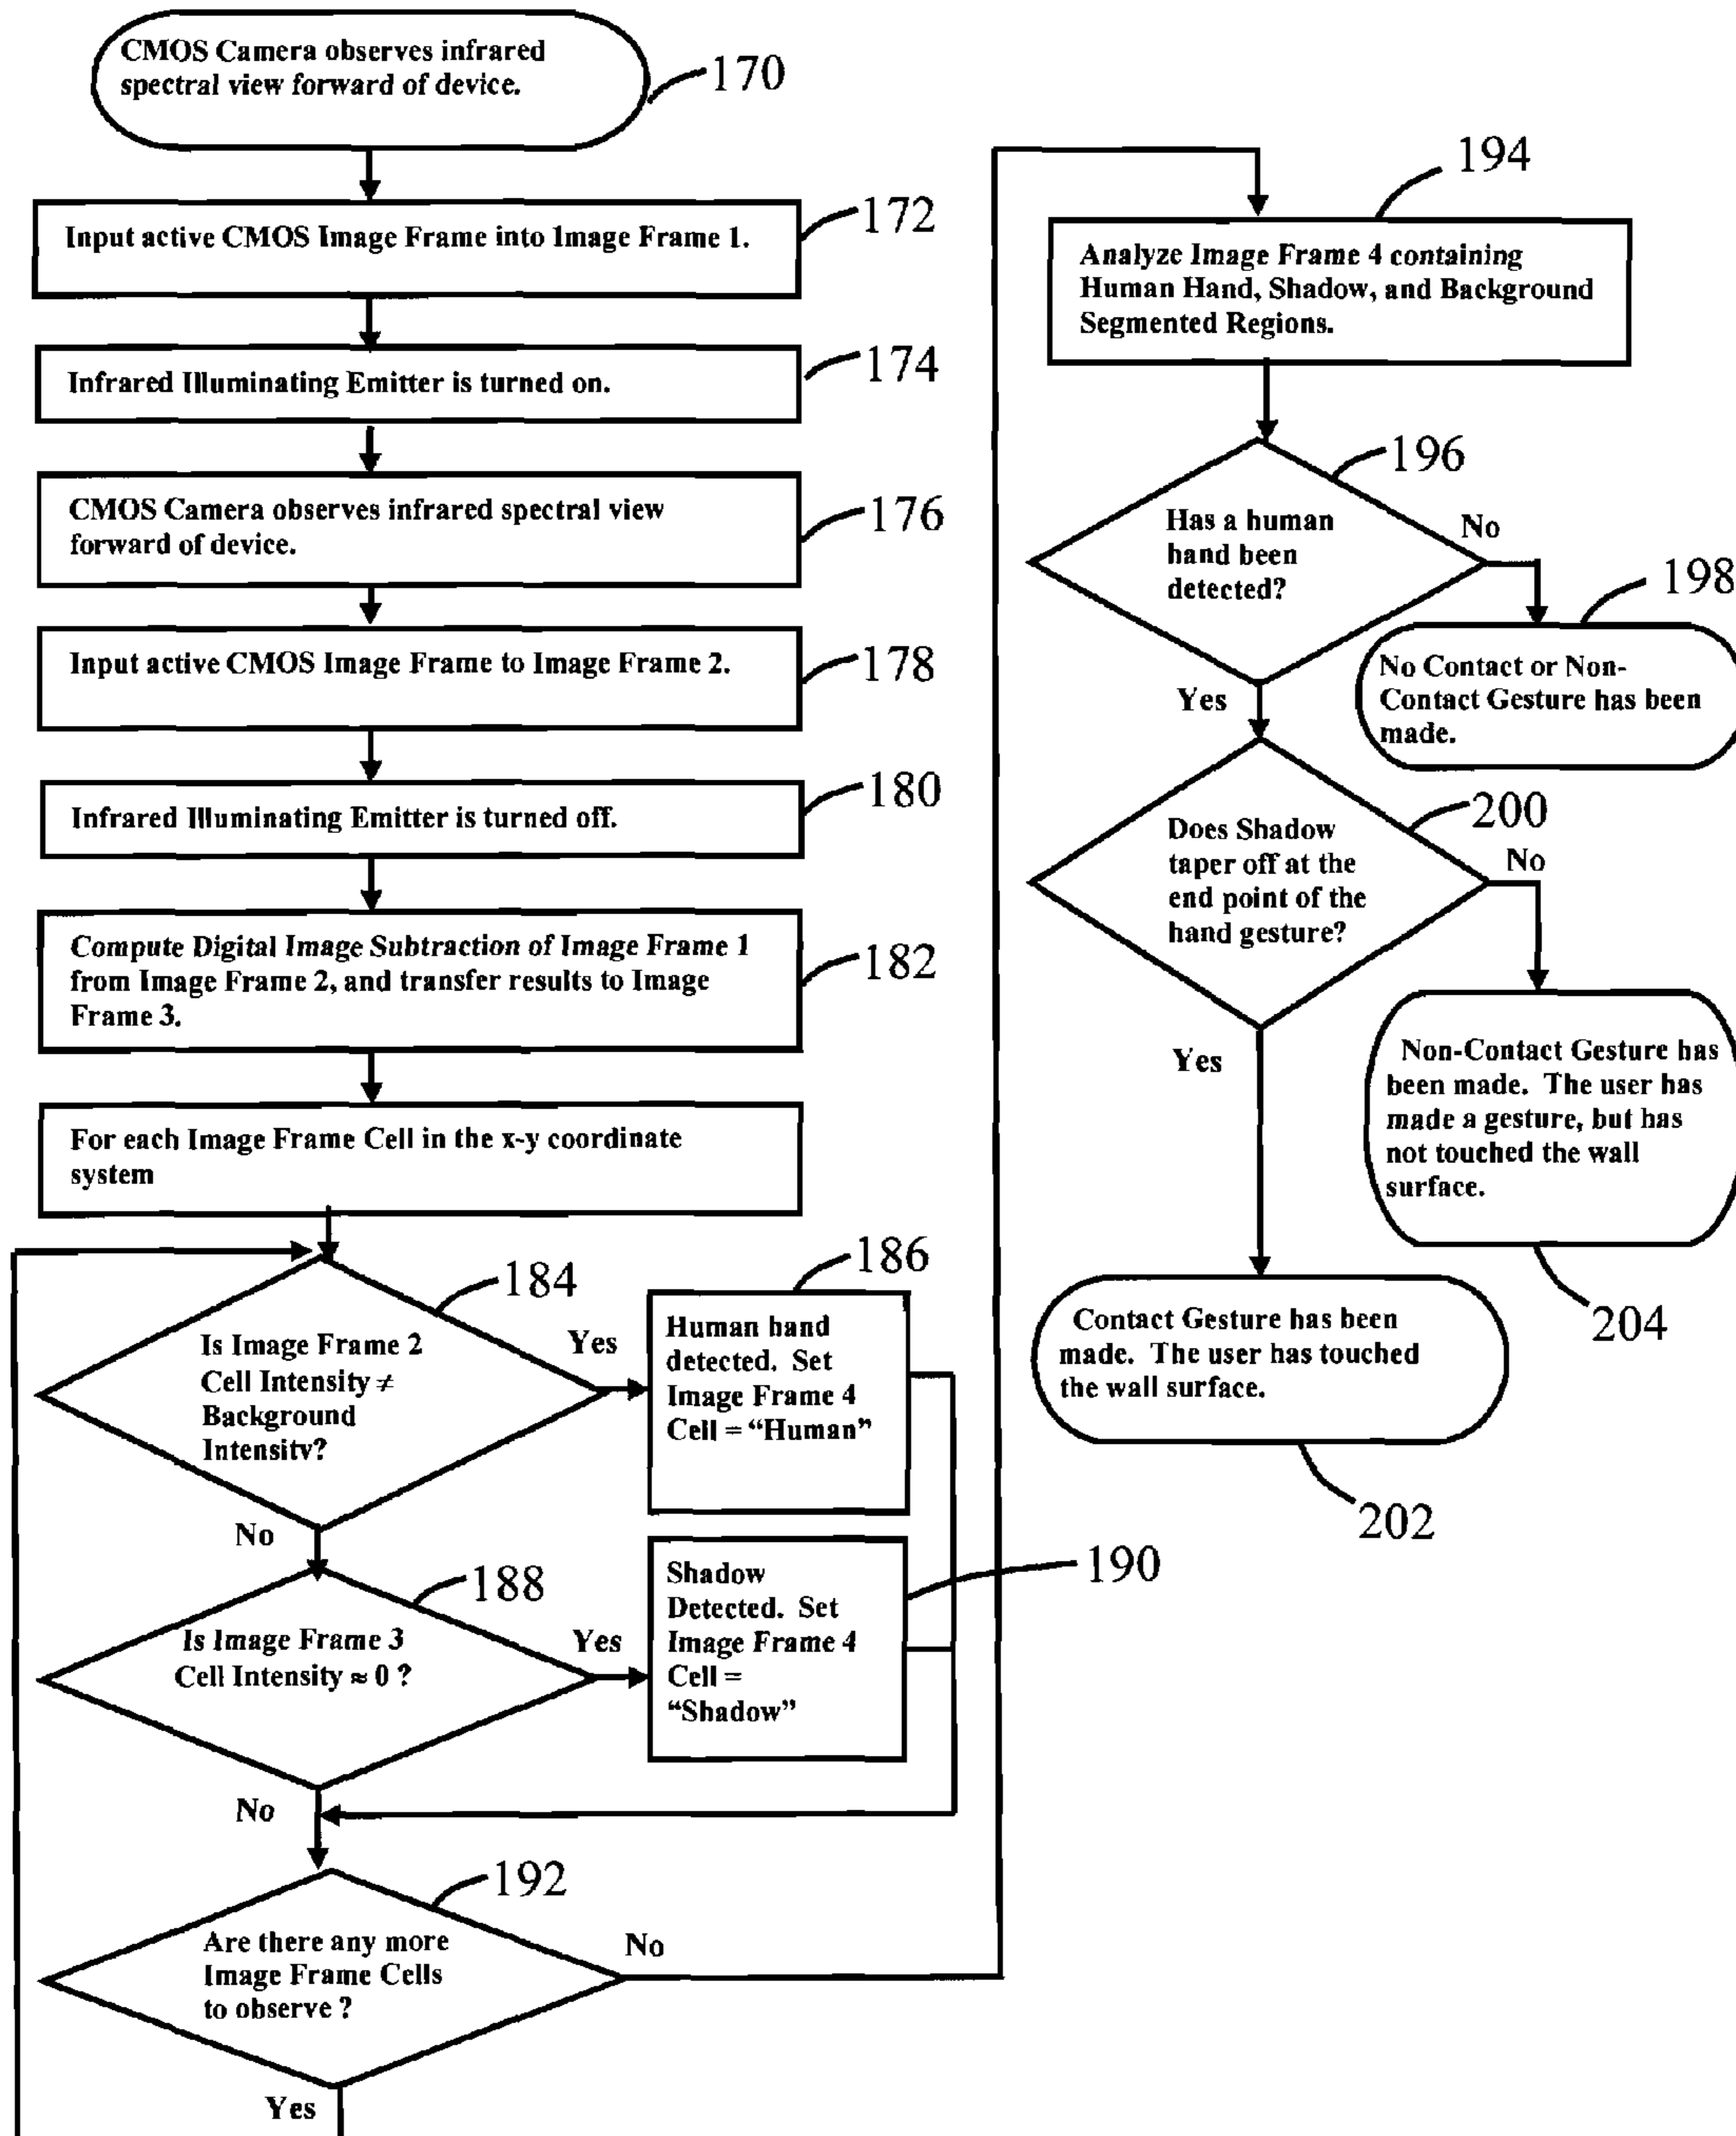 CMOS Camera observes infrared
spectral view forward of device.
170
Input active CMOS Image Frame into Image Frame 1.
172
Infrared Illuminating Emitter is turned on.
174
CMOS Camera observes infrared spectral view
forward of device.
176
Input active CMOS Image Frame to Image Frame 2.
178
Infrared Illuminating Emitter is turned off.
180
Compute Digital Image Subtraction of Image Frame 1
from Image Frame 2, and transfer results to Image
Frame 3.
182
For each Image Frame Cell in the x-y coordinate
system
184
Is Image Frame 2
Cell Intensity ≠
Background
Intensity?
Yes
No
186
Human hand
detected. Set
Image Frame 4
Cell = “Human”
188
Is Image Frame 3
Cell Intensity ≈ 0 ?
Yes
No
190
Shadow
Detected. Set
Image Frame 4
Cell =
“Shadow”
192
Are there any more
Image Frame Cells
to observe ?
No
Yes
194
Analyze Image Frame 4 containing
Human Hand, Shadow, and Background
Segmented Regions.
196
Has a human
hand been
detected?
No
Yes
198
No Contact or Non-
Contact Gesture has been
made.
200
Does Shadow
taper off at the
end point of the
hand gesture?
No
Yes
Non-Contact Gesture has
been made. The user has
made a gesture, but has
not touched the wall
surface.
204
Contact Gesture has been
made. The user has touched
the wall surface.
202